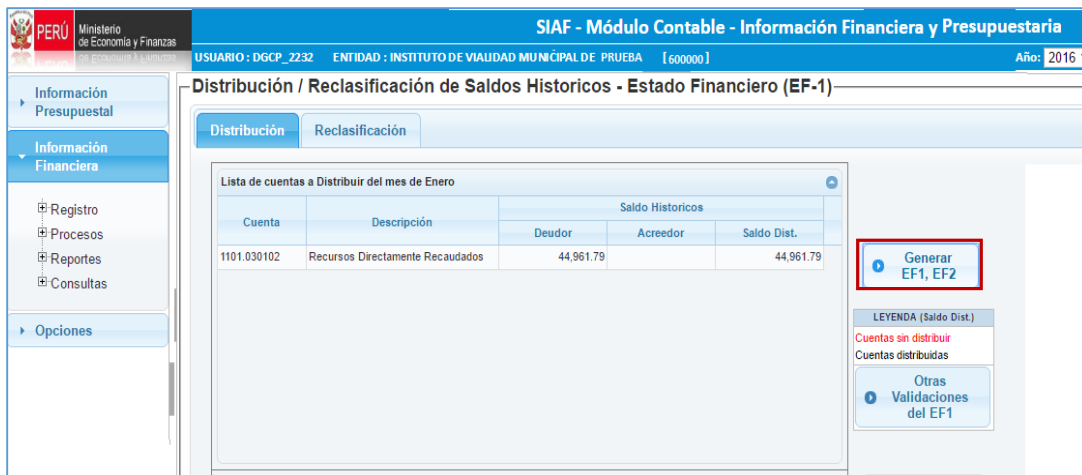 PERÚ
Ministerio
de Economía y Finanzas
SIAF - Módulo Contable - Información Financiera y Presupuestaria
USUARIO : DGCP_2232 ENTIDAD : INSTITUTO DE VIALIDAD MUNICIPAL DE PRUEBA [600000]
Año: 2016
Información
Presupuestal
Información
Financiera
Registro
Procesos
Reportes
Consultas
Opciones
Distribución / Reclasificación de Saldos Historicos - Estado Financiero (EF-1)
Distribución Reclasificación
Lista de cuentas a Distribuir del mes de Enero
Cuenta Descripción Saldo Historicos
Deudor Acreedor Saldo Dist.
1101.030102 Recursos Directamente Recaudados 44,961.79 44,961.79
Generar
EF1, EF2
LEYENDA (Saldo Dist.)
Cuentas sin distribuir
Cuentas distribuidas
Otras
Validaciones
del EF1